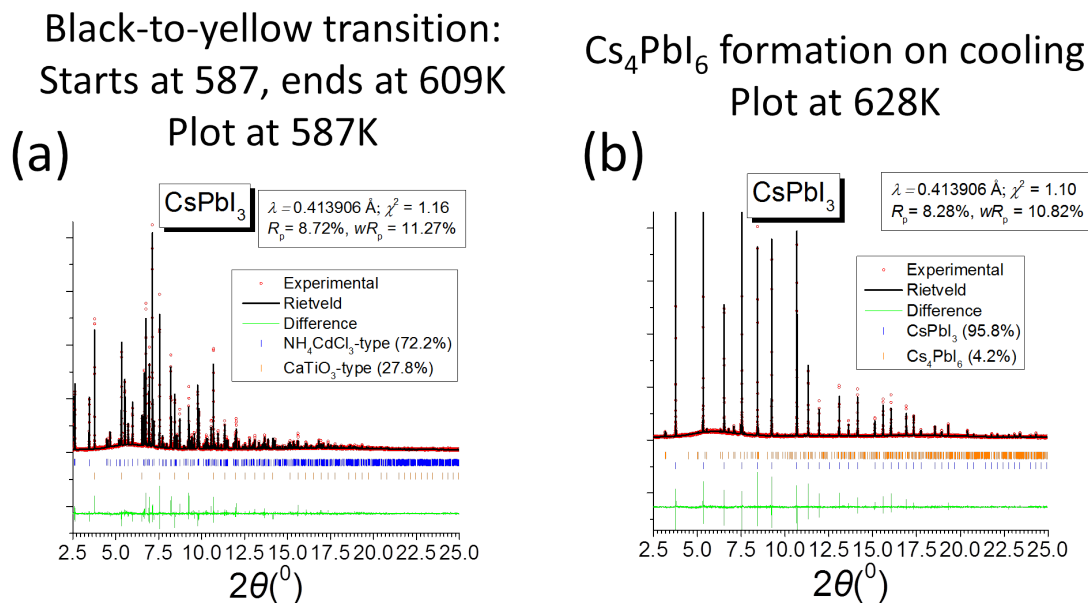 Black-to-yellow transition:
Starts at 587, ends at 609K
Plot at 587K
(a)
CsPbI₃
λ = 0.413906 Å; χ² = 1.16
Rₚ = 8.72%, wRₚ = 11.27%
Experimental
Rietveld
Difference
NH₄CdCl₃-type (72.2%)
CaTiO₃-type (27.8%)
2.5 5.0 7.5 10.0 12.5 15.0 17.5 20.0 22.5 25.0
2θ(⁰)
Cs₄PbI₆ formation on cooling
Plot at 628K
(b)
CsPbI₃
λ = 0.413906 Å; χ² = 1.10
Rₚ = 8.28%, wRₚ = 10.82%
Experimental
Rietveld
Difference
CsPbI₃ (95.8%)
Cs₄PbI₆ (4.2%)
2.5 5.0 7.5 10.0 12.5 15.0 17.5 20.0 22.5 25.0
2θ(⁰)